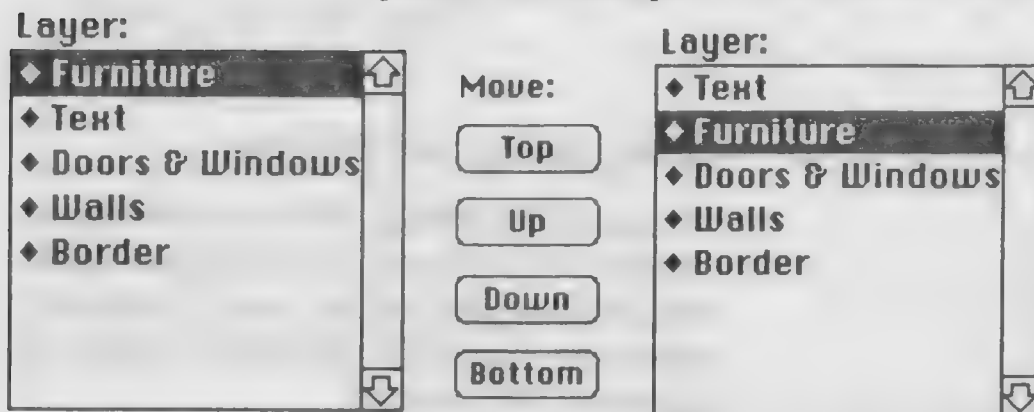 Layer:
◆ Furniture
◆ Text
◆ Doors & Windows
◆ Walls
◆ Border
Move:
Top
Up
Down
Bottom
Layer:
◆ Text
◆ Furniture
◆ Doors & Windows
◆ Walls
◆ Border